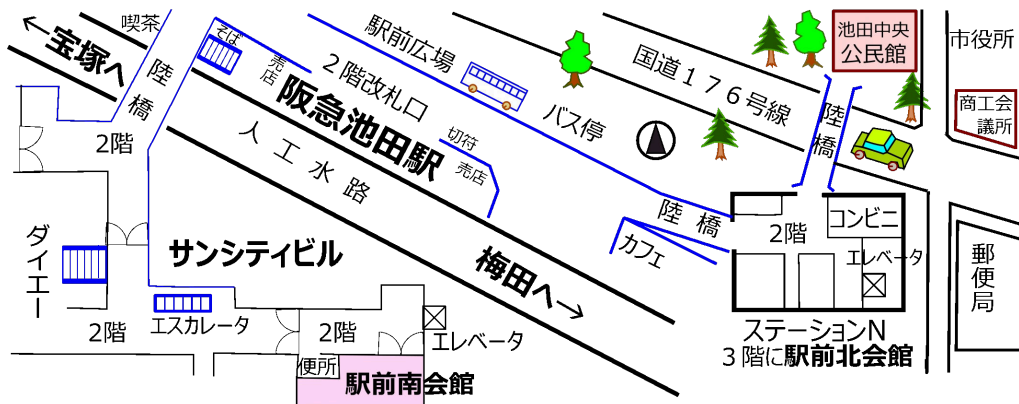 喫茶
←宝塚へ
陸橋
そば
売店
2階改札口
駅前広場
阪急池田駅
切符
売店
バス停
国道176号線
池田中央
公民館
市役所
商工会
議所
陸橋
2階
人工水路
陸橋
カフェ
2階
コンビニ
エレベータ
郵便局
ダイエー
サンシティビル
梅田へ→
エスカレータ
2階
2階
エレベータ
ステーションN
3階に駅前北会館
便所
駅前南会館